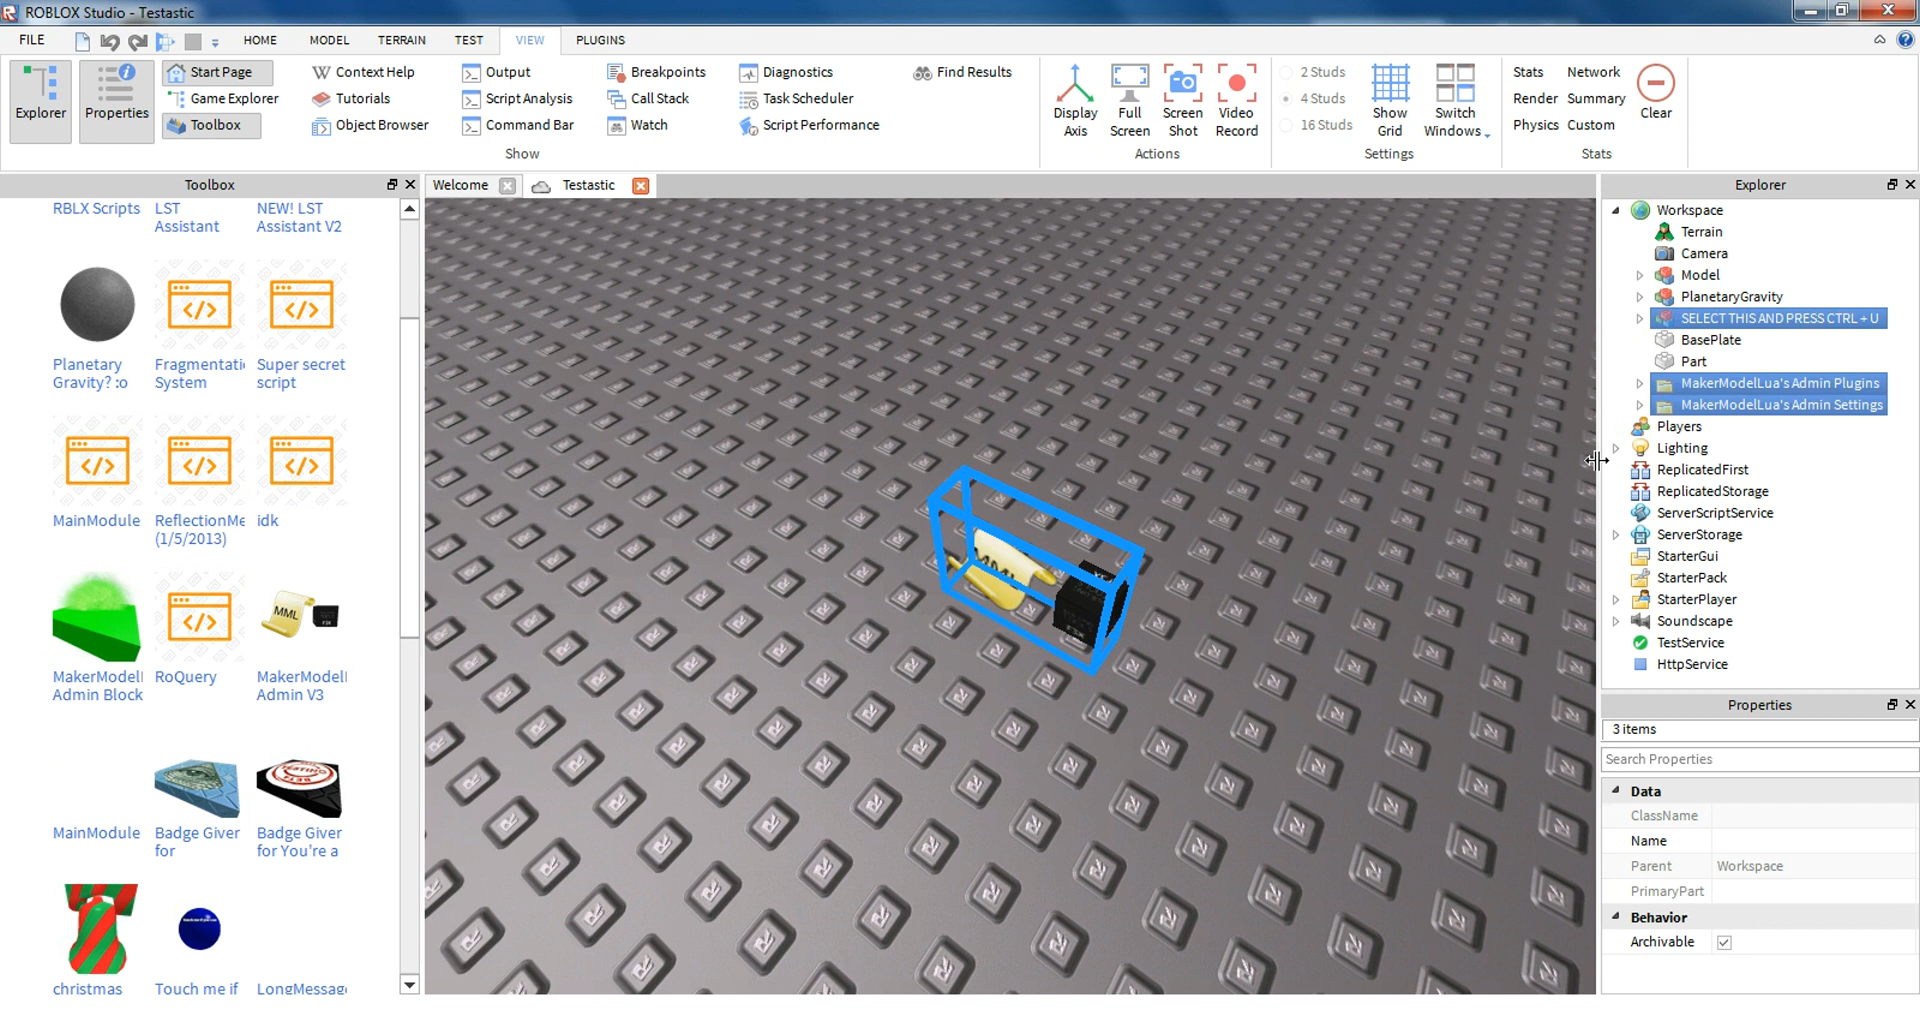 ROBLOX Studio - Testastic
FILE HOME MODEL TERRAIN TEST VIEW PLUGINS
Explorer
Properties
Start Page
Game Explorer
Toolbox
Context Help
Tutorials
Object Browser
Output
Script Analysis
Command Bar
Breakpoints
Call Stack
Watch
Diagnostics
Task Scheduler
Script Performance
Find Results
Show
Display
Axis
Full
Screen
Screen
Shot
Video
Record
Actions
2 Studs
4 Studs
16 Studs
Show
Grid
Switch
Windows
Settings
Stats Network
Render Summary
Physics Custom
Clear
Stats
Toolbox
RBLX Scripts
LST
Assistant
NEW! LST
Assistant V2
Planetary
Gravity? :o
Fragmentati
System
Super secret
script
MainModule
ReflectionMe
(1/5/2013)
idk
MML
F3X
MakerModell
Admin Block
RoQuery
MakerModell
Admin V3
TESTING
BETA
MainModule
Badge Giver
for
Badge Giver
for You're a
christmas
Touch me if
LongMessage
Welcome
Testastic
MML
F3X
Explorer
Workspace
Terrain
Camera
Model
PlanetaryGravity
SELECT THIS AND PRESS CTRL + U
BasePlate
Part
MakerModelLua's Admin Plugins
MakerModelLua's Admin Settings
Players
Lighting
ReplicatedFirst
ReplicatedStorage
ServerScriptService
ServerStorage
StarterGui
StarterPack
StarterPlayer
Soundscape
TestService
HttpService
Properties
3 items
Search Properties
Data
ClassName
Name
Parent Workspace
PrimaryPart
Behavior
Archivable